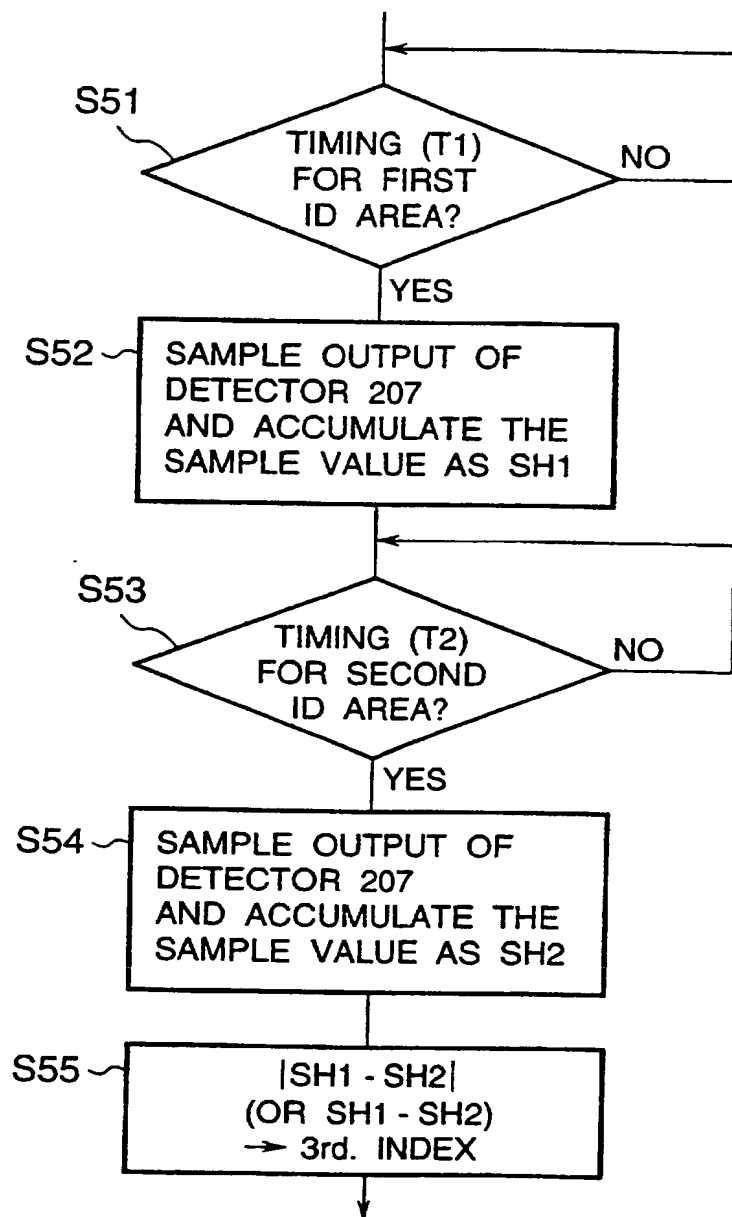 S51
TIMING (T1)
FOR FIRST
ID AREA?
NO
YES
S52
SAMPLE OUTPUT OF
DETECTOR 207
AND ACCUMULATE THE
SAMPLE VALUE AS SH1
S53
TIMING (T2)
FOR SECOND
ID AREA?
NO
YES
S54
SAMPLE OUTPUT OF
DETECTOR 207
AND ACCUMULATE THE
SAMPLE VALUE AS SH2
S55
|SH1 - SH2|
(OR SH1 - SH2)
→ 3rd. INDEX